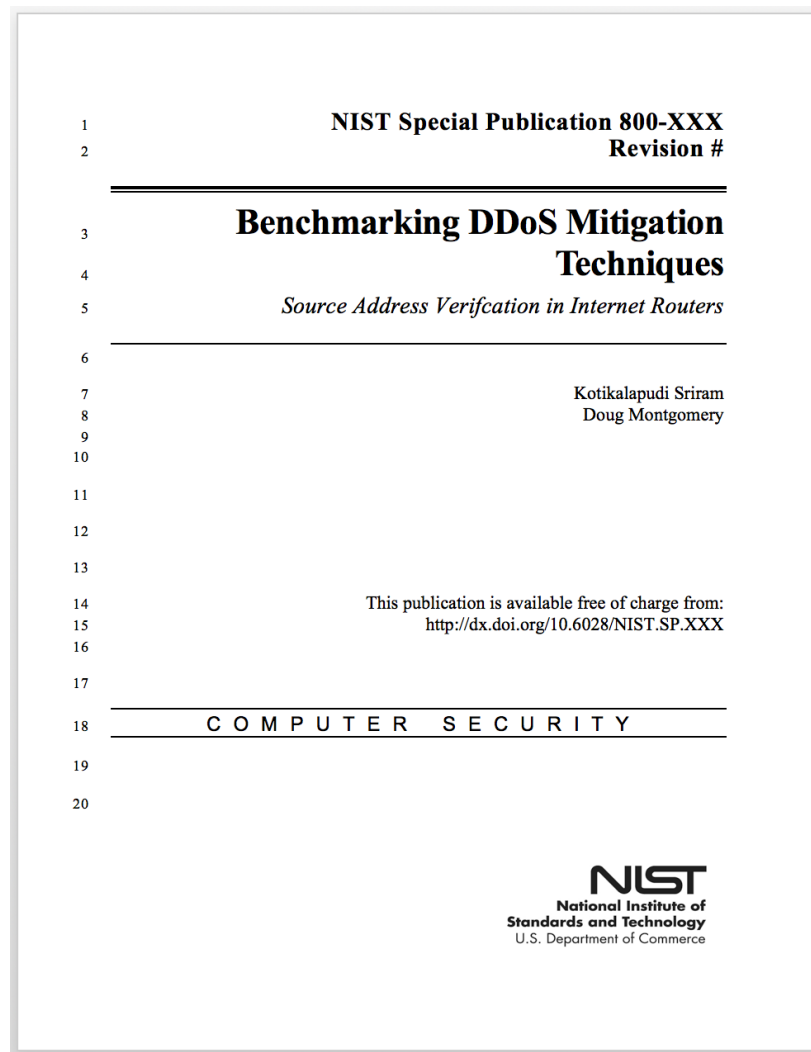 1 NIST Special Publication 800-XXX
2 Revision #
3 Benchmarking DDoS Mitigation
4 Techniques
5 Source Address Verifcation in Internet Routers
6
7 Kotikalapudi Sriram
8 Doug Montgomery
9
10
11
12
13
14 This publication is available free of charge from:
15 http://dx.doi.org/10.6028/NIST.SP.XXX
16
17
18 COMPUTER SECURITY
19
20
NIST
National Institute of
Standards and Technology
U.S. Department of Commerce